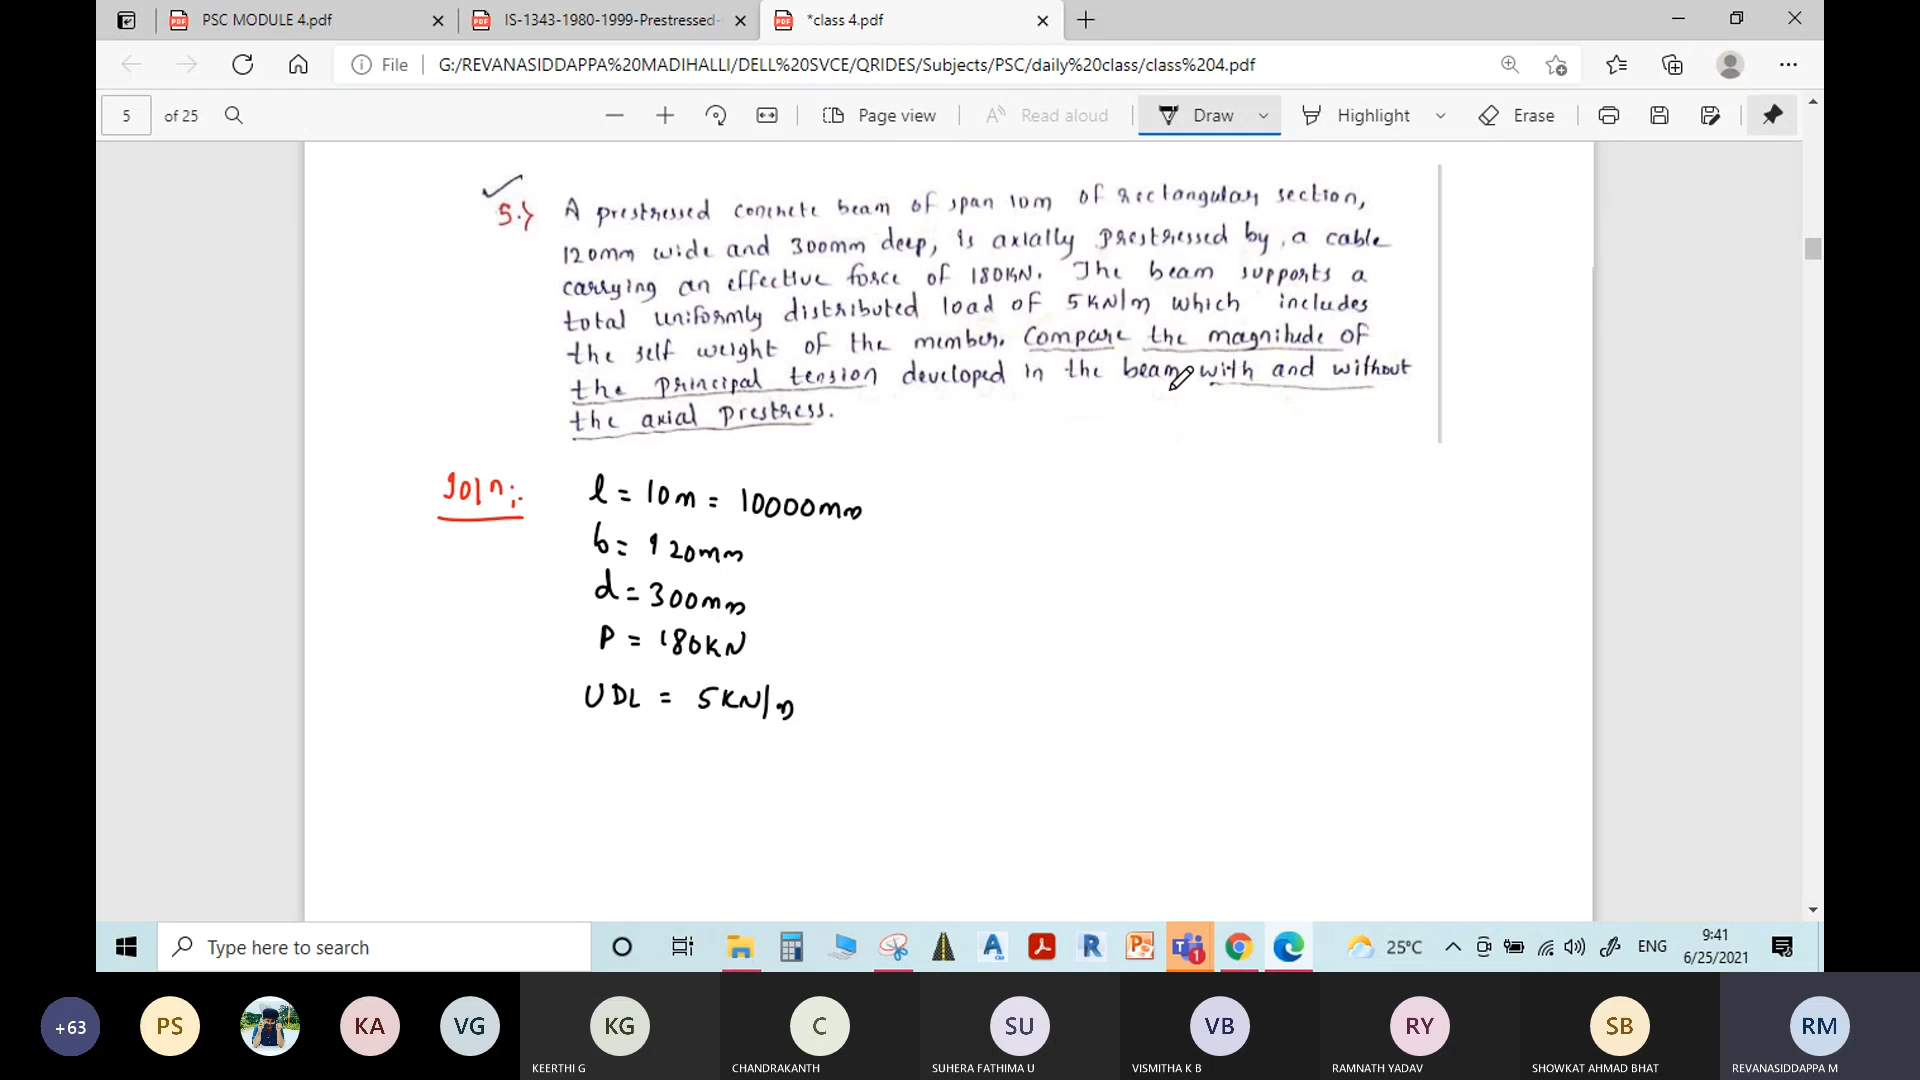 PSC MODULE 4.pdf
IS-1343-1980-1999-Prestressed-
*class 4.pdf
File
G:/REVANASIDDAPPA%20MADIHALLI/DELL%20SVCE/QRIDES/Subjects/PSC/daily%20class/class%204.pdf
5 of 25
Page view
Read aloud
Draw
Highlight
Erase
5.) A prestressed concrete beam of span 10m of rectangular section,
120mm wide and 300mm deep, is axially prestressed by, a cable
carrying an effective force of 180KN. The beam supports a
total uniformly distributed load of 5KN/m which includes
the self weight of the member. Compare the magnitude of
the principal tension developed in the beam with and without
the axial prestress.
Soln:.
l = 10m = 10000mm
b = 120mm
d = 300mm
P = 180KN
UDL = 5KN/m
Type here to search
1
25°C
ENG
9:41
6/25/2021
+63
PS
KA
VG
KG
C
SU
VB
RY
SB
RM
KEERTHI G
CHANDRAKANTH
SUHERA FATHIMA U
VISMITHA K B
RAMNATH YADAV
SHOWKAT AHMAD BHAT
REVANASIDDAPPA M